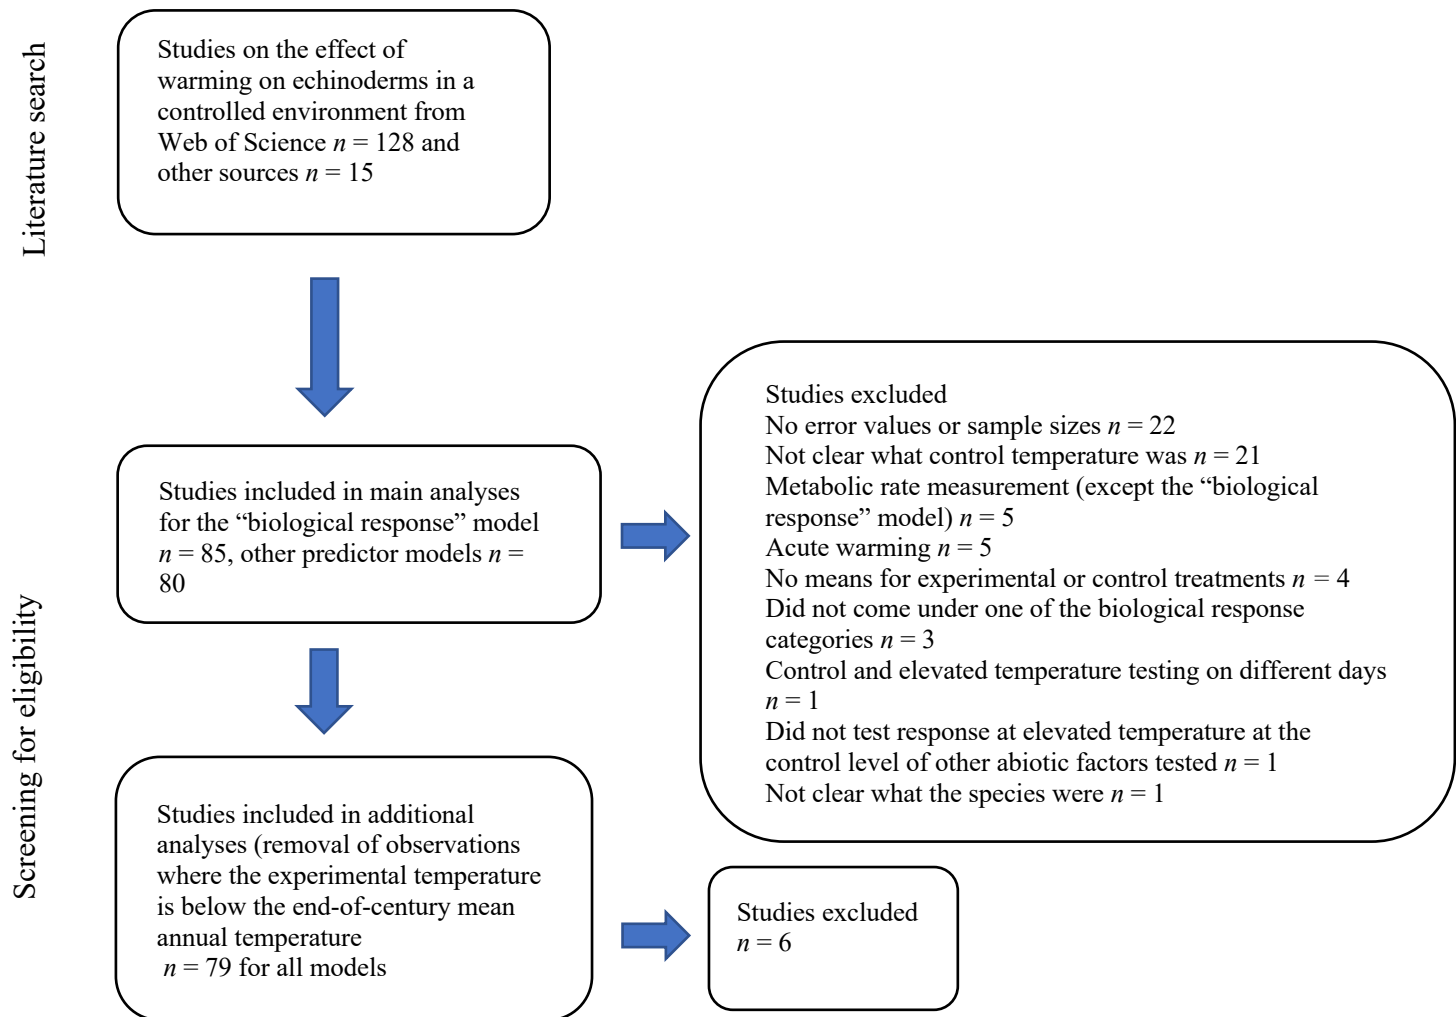 Literature search
Studies on the effect of
warming on echinoderms in a
controlled environment from
Web of Science n = 128 and
other sources n = 15
Screening for eligibility
Studies included in main analyses
for the “biological response” model
n = 85, other predictor models n =
80
Studies excluded
No error values or sample sizes n = 22
Not clear what control temperature was n = 21
Metabolic rate measurement (except the “biological
response” model) n = 5
Acute warming n = 5
No means for experimental or control treatments n = 4
Did not come under one of the biological response
categories n = 3
Control and elevated temperature testing on different days
n = 1
Did not test response at elevated temperature at the
control level of other abiotic factors tested n = 1
Not clear what the species were n = 1
Studies included in additional
analyses (removal of observations
where the experimental temperature
is below the end-of-century mean
annual temperature
n = 79 for all models
Studies excluded
n = 6